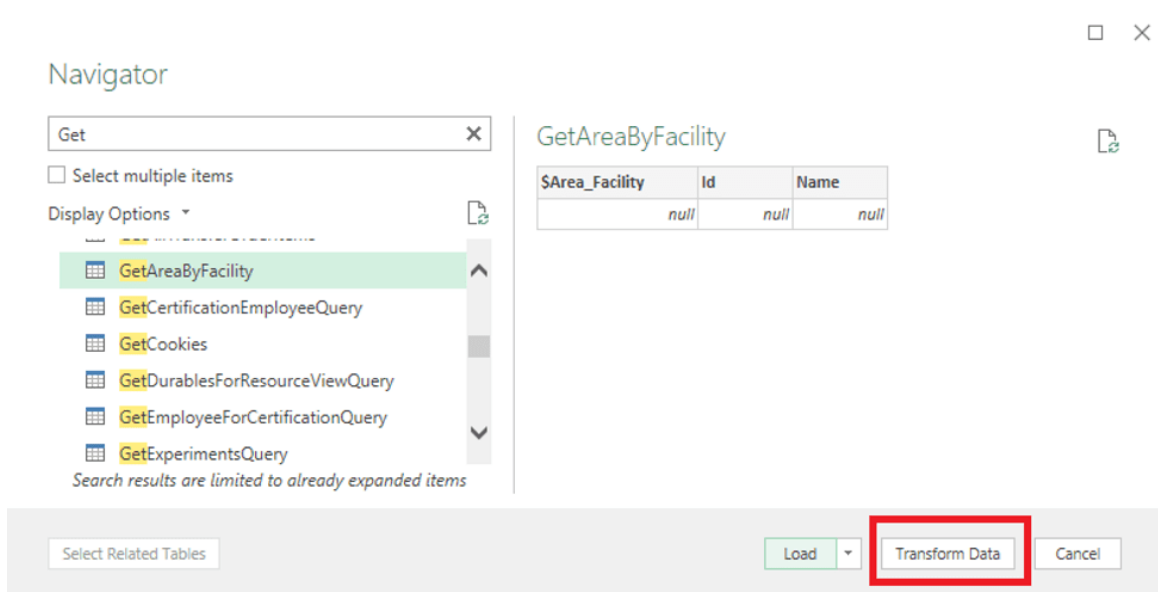 Navigator
Get
Select multiple items
Display Options
GetAreaByFacility
GetCertificationEmployeeQuery
GetCookies
GetDurablesForResourceViewQuery
GetEmployeeForCertificationQuery
GetExperimentsQuery
Search results are limited to already expanded items
GetAreaByFacility
$Area_Facility Id Name
null null null
Select Related Tables
Load
Transform Data
Cancel